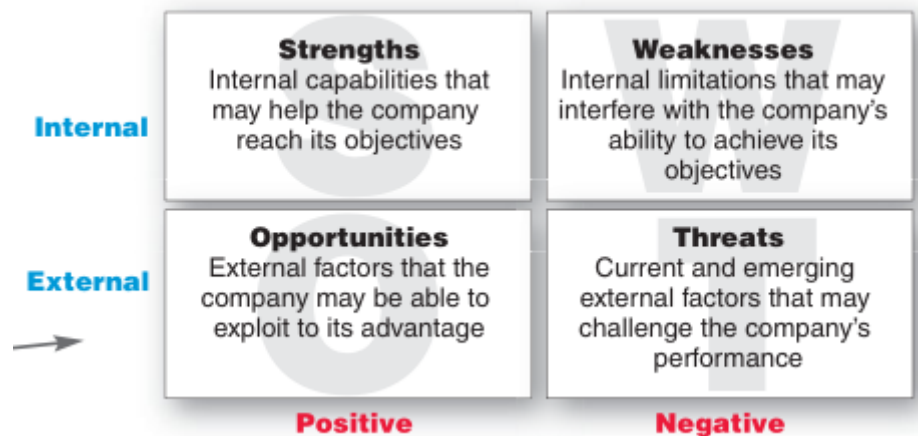 Strengths
Internal capabilities that
may help the company
reach its objectives
Weaknesses
Internal limitations that may
interfere with the company's
ability to achieve its
objectives
Internal
Opportunities
External factors that the
company may be able to
exploit to its advantage
Threats
Current and emerging
external factors that may
challenge the company's
performance
External
Positive
Negative
S
W
O
T